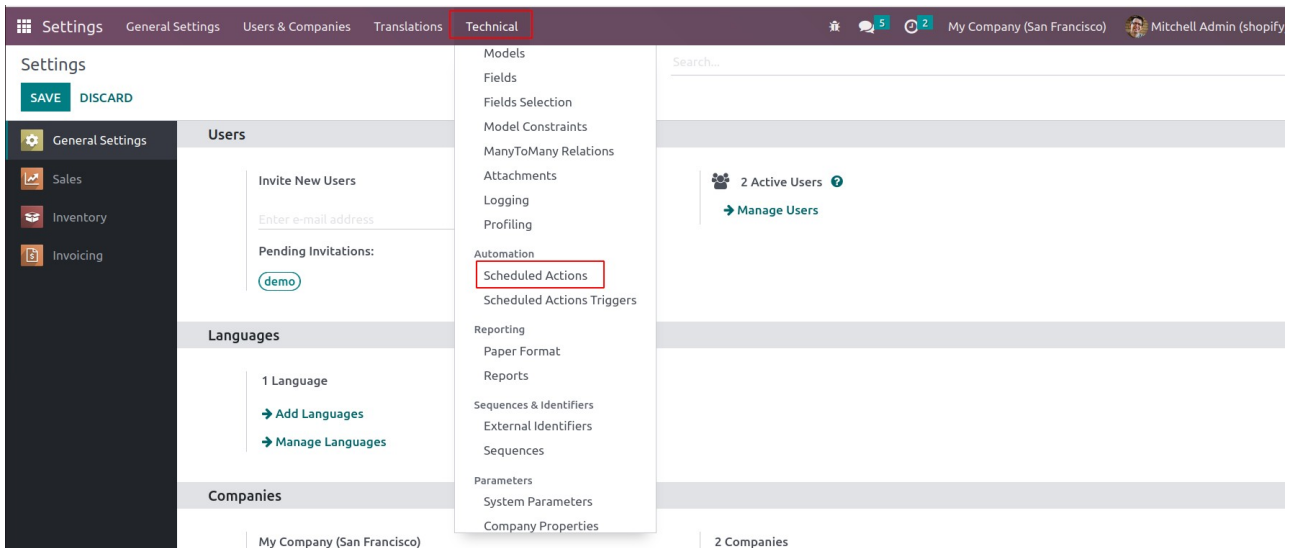 Settings General Settings Users & Companies Translations Technical 5 2 My Company (San Francisco) Mitchell Admin (shopify
Settings
Search...
SAVE DISCARD
General Settings
Sales
Inventory
Invoicing
Users
Invite New Users
Enter e-mail address
Pending Invitations:
demo
2 Active Users ?
Manage Users
Languages
1 Language
Add Languages
Manage Languages
Companies
My Company (San Francisco)
2 Companies
Models
Fields
Fields Selection
Model Constraints
ManyToMany Relations
Attachments
Logging
Profiling
Automation
Scheduled Actions
Scheduled Actions Triggers
Reporting
Paper Format
Reports
Sequences & Identifiers
External Identifiers
Sequences
Parameters
System Parameters
Company Properties